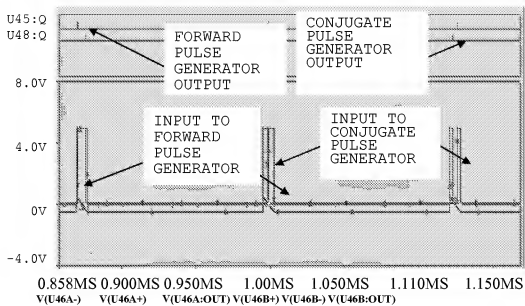 U45:Q
U48:Q
FORWARD
PULSE
GENERATOR
OUTPUT
CONJUGATE
PULSE
GENERATOR
OUTPUT
8.0V
INPUT TO
FORWARD
PULSE
GENERATOR
INPUT TO
CONJUGATE
PULSE
GENERATOR
4.0V
0V
-4.0V
0.858MS 0.900MS 0.950MS 1.00MS 1.050MS 1.110MS 1.150MS
V(U46A-) V(U46A+) V(U46A:OUT) V(U46B+) V(U46B-) V(U46B:OUT)